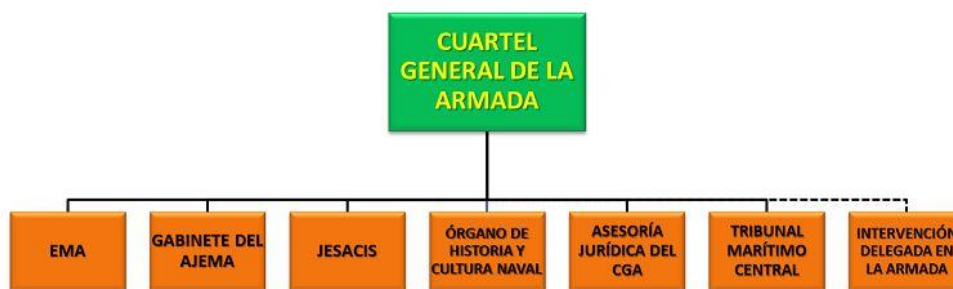 CUARTEL
GENERAL DE LA
ARMADA
EMA
GABINETE DEL
AJEMA
JESACIS
ÓRGANO DE
HISTORIA Y
CULTURA NAVAL
ASESORÍA
JURÍDICA DEL
CGA
TRIBUNAL
MARÍTIMO
CENTRAL
INTERVENCIÓN
DELEGADA EN
LA ARMADA